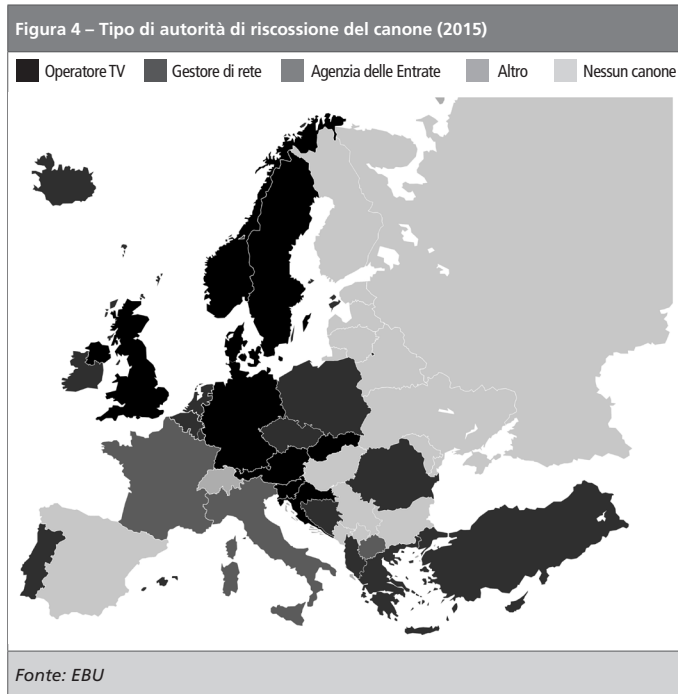 Figura 4 – Tipo di autorità di riscossione del canone (2015)
Operatore TV Gestore di rete Agenzia delle Entrate Altro Nessun canone
Fonte: EBU